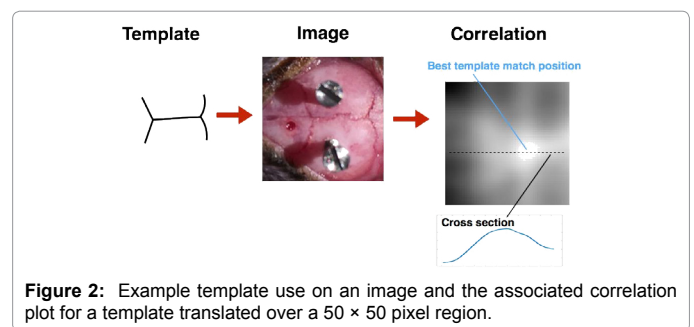 Template
Image
Correlation
Best template match position
Cross section
Figure 2: Example template use on an image and the associated correlation
plot for a template translated over a 50 × 50 pixel region.